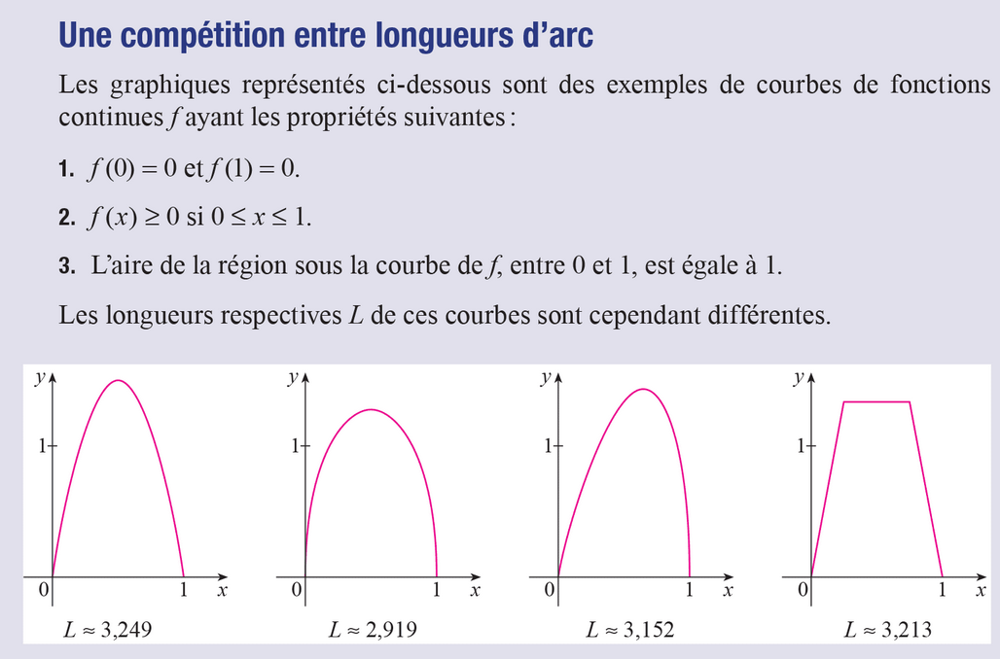 Une compétition entre longueurs d’arc
Les graphiques représentés ci-dessous sont des exemples de courbes de fonctions
continues f ayant les propriétés suivantes :
1. f (0) = 0 et f (1) = 0.
2. f (x) ≥ 0 si 0 ≤ x ≤ 1.
3. L’aire de la région sous la courbe de f, entre 0 et 1, est égale à 1.
Les longueurs respectives L de ces courbes sont cependant différentes.
y y y y
1 1 1 1
0 1 x 0 1 x 0 1 x 0 1 x
L ≈ 3,249 L ≈ 2,919 L ≈ 3,152 L ≈ 3,213